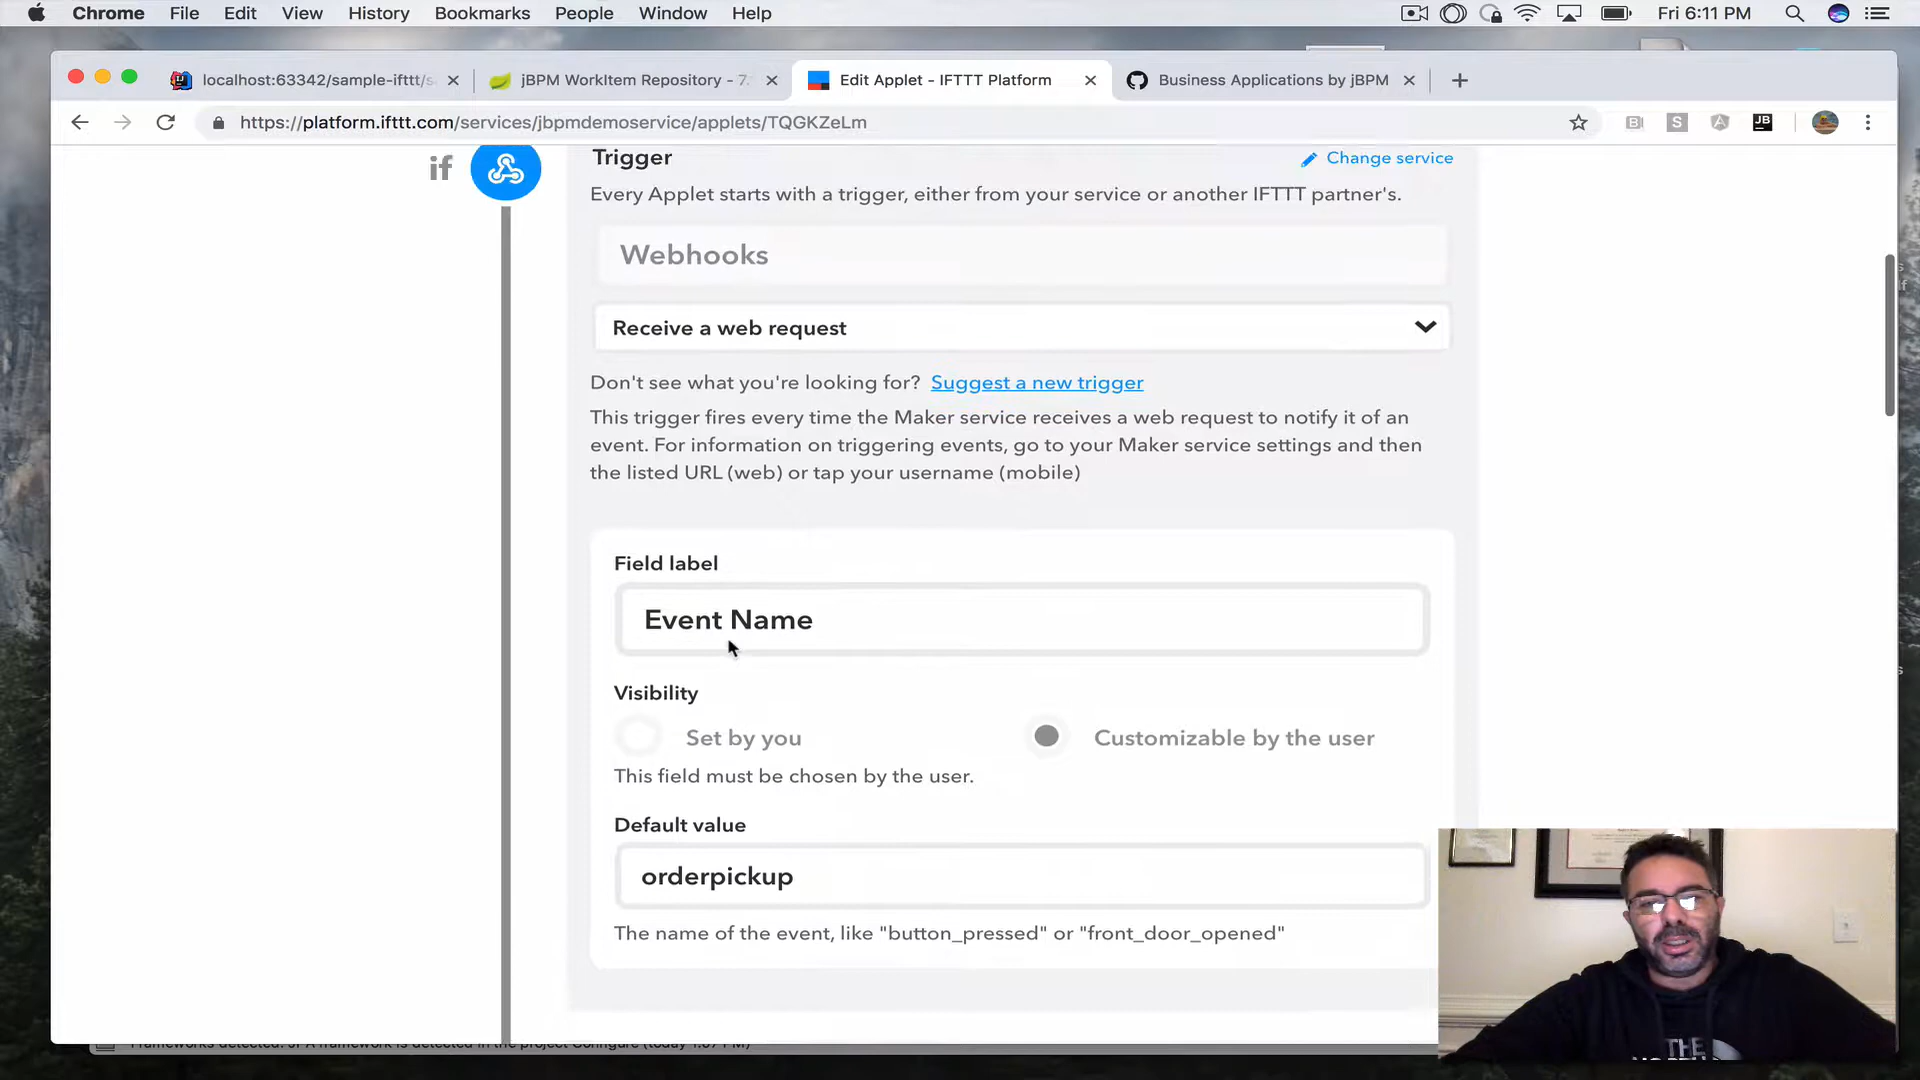 Chrome File Edit View History Bookmarks People Window Help
Fri 6:11 PM
localhost:63342/sample-ifttt/s
jBPM WorkItem Repository - 7.
Edit Applet - IFTTT Platform
Business Applications by jBPM
https://platform.ifttt.com/services/jbpmdemoservice/applets/TQGKZeLm
if
Trigger
Change service
Every Applet starts with a trigger, either from your service or another IFTTT partner's.
Webhooks
Receive a web request
Don't see what you're looking for? Suggest a new trigger
This trigger fires every time the Maker service receives a web request to notify it of an
event. For information on triggering events, go to your Maker service settings and then
the listed URL (web) or tap your username (mobile)
Field label
Event Name
Visibility
Set by you
Customizable by the user
This field must be chosen by the user.
Default value
orderpickup
The name of the event, like "button_pressed" or "front_door_opened"
THE